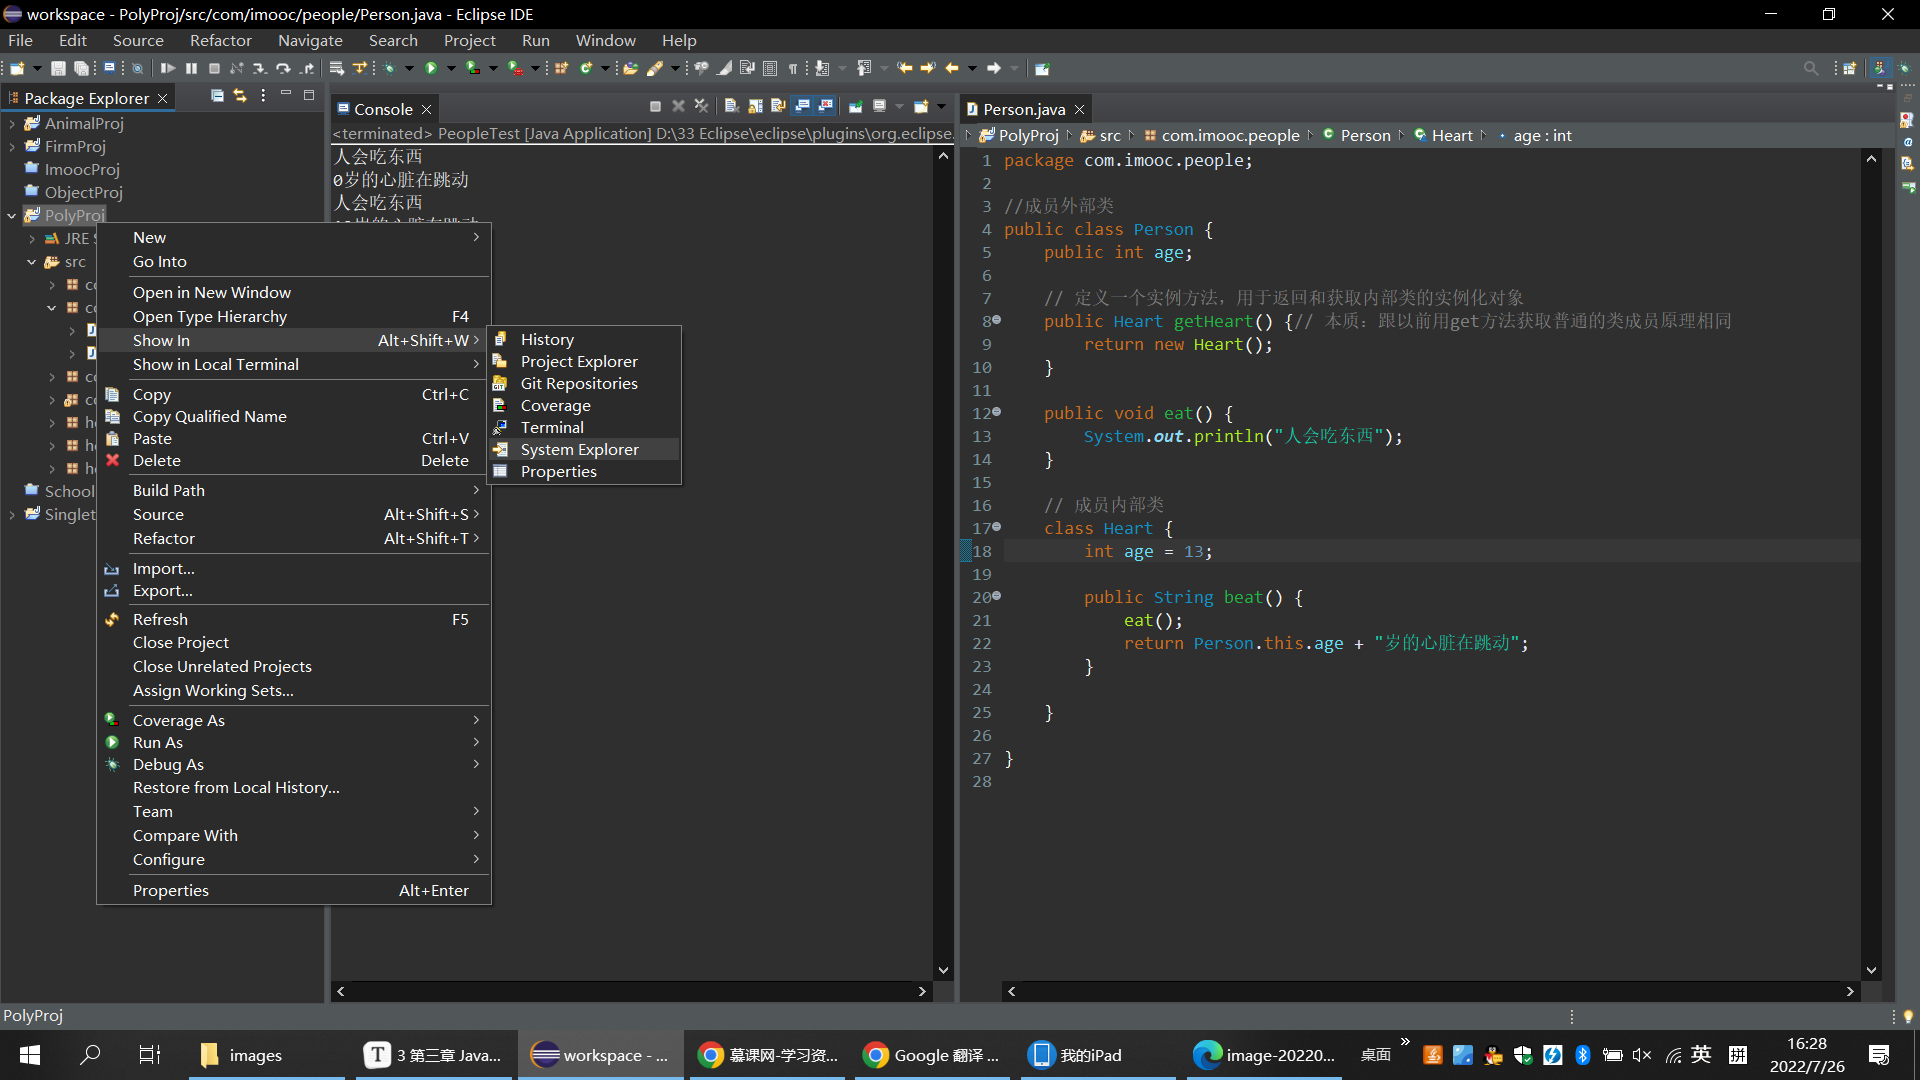 workspace - PolyProj/src/com/imooc/people/Person.java - Eclipse IDE
File Edit Source Refactor Navigate Search Project Run Window Help
Package Explorer
AnimalProj
FirmProj
ImoocProj
ObjectProj
PolyProj
JRE
src
School
Singlet
New
Go Into
Open in New Window
Open Type Hierarchy F4
Show In Alt+Shift+W
Show in Local Terminal
Copy Ctrl+C
Copy Qualified Name
Paste Ctrl+V
Delete Delete
Build Path
Source Alt+Shift+S
Refactor Alt+Shift+T
Import...
Export...
Refresh F5
Close Project
Close Unrelated Projects
Assign Working Sets...
Coverage As
Run As
Debug As
Restore from Local History...
Team
Compare With
Configure
Properties Alt+Enter
History
Project Explorer
Git Repositories
Coverage
Terminal
System Explorer
Properties
Console
<terminated> PeopleTest [Java Application] D:\33 Eclipse\eclipse\plugins\org.eclipse.
人会吃东西
0岁的心脏在跳动
人会吃东西
Person.java
PolyProj src com.imooc.people Person Heart age : int
1 package com.imooc.people;
2
3 //成员外部类
4 public class Person {
5 public int age;
6
7 // 定义一个实例方法，用于返回和获取内部类的实例化对象
8 public Heart getHeart() {// 本质：跟以前用get方法获取普通的类成员原理相同
9 return new Heart();
10 }
11
12 public void eat() {
13 System.out.println("人会吃东西");
14 }
15
16 // 成员内部类
17 class Heart {
18 int age = 13;
19
20 public String beat() {
21 eat();
22 return Person.this.age + "岁的心脏在跳动";
23 }
24
25 }
26
27 }
28
PolyProj
images
3 第三章 Java...
workspace - ...
慕课网-学习资...
Google 翻译 ...
我的iPad
image-20220...
桌面
英
拼
16:28
2022/7/26